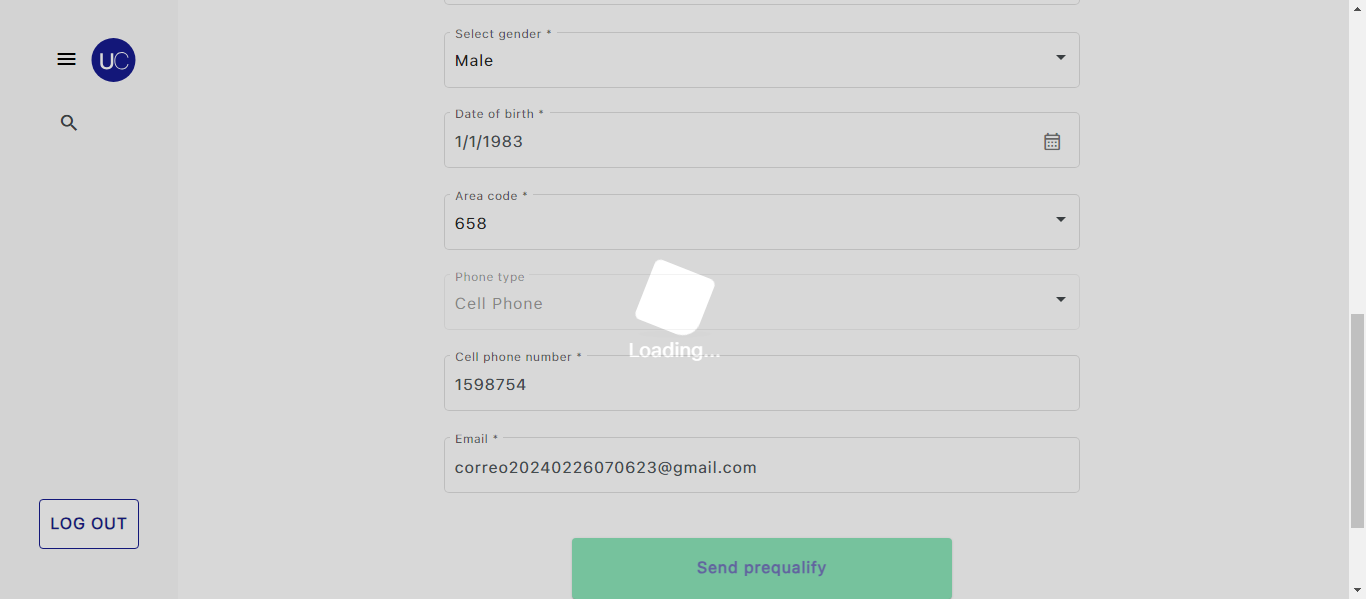 UC
Select gender *
Male
Date of birth *
1/1/1983
Area code *
658
Phone type
Cell Phone
Loading...
Cell phone number *
1598754
Email *
correo20240226070623@gmail.com
LOG OUT
Send prequalify